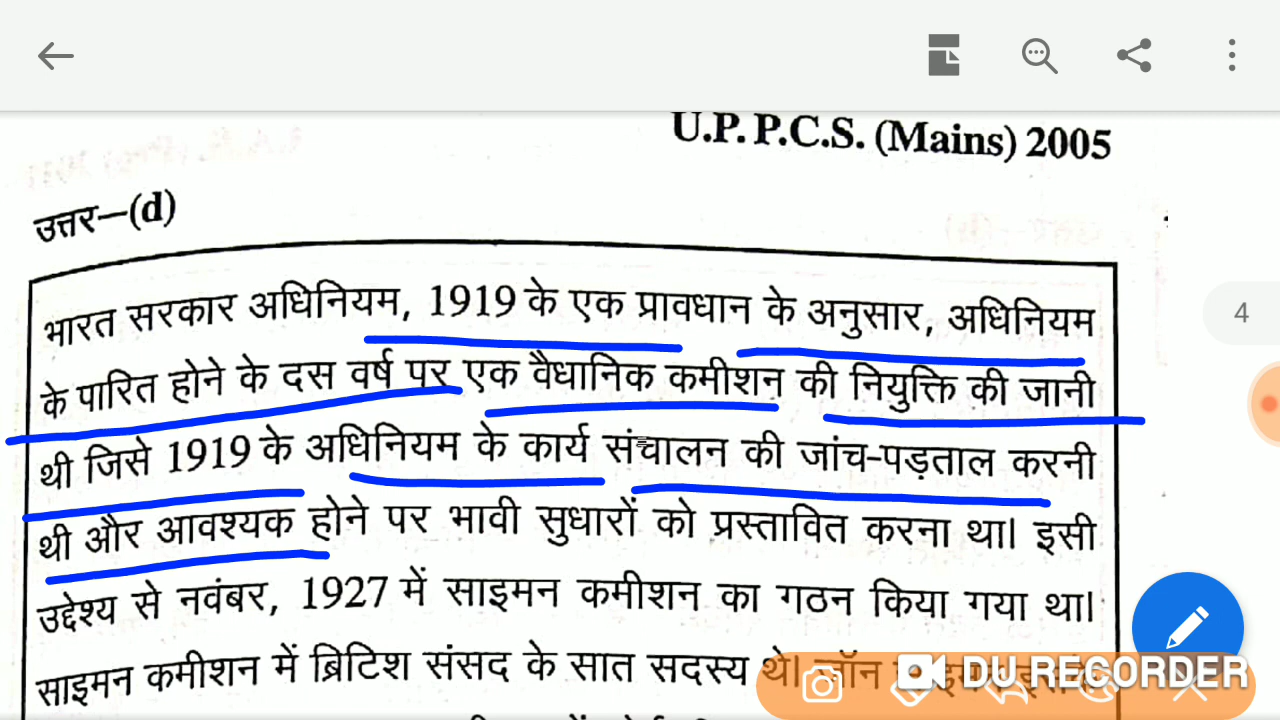 U.P.P.C.S. (Mains) 2005
उत्तर–(d)
भारत सरकार अधिनियम, 1919 के एक प्रावधान के अनुसार, अधिनियम
के पारित होने के दस वर्ष पर एक वैधानिक कमीशन की नियुक्ति की जानी
4
थी जिसे 1919 के अधिनियम के कार्य संचालन की जांच-पड़ताल करनी
थी और आवश्यक होने पर भावी सुधारों को प्रस्तावित करना था। इसी
उद्देश्य से नवंबर, 1927 में साइमन कमीशन का गठन किया गया था।
साइमन कमीशन में ब्रिटिश संसद के सात सदस्य थे।
DU RECORDER